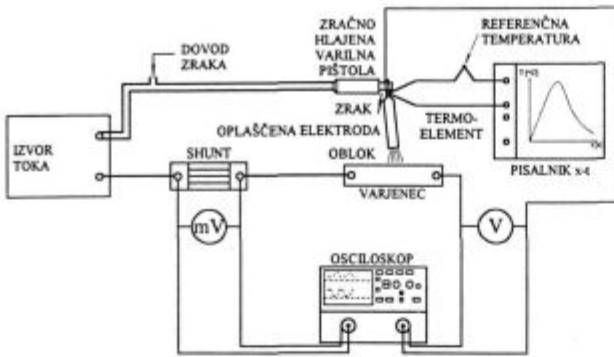 ZRAČNO
HLAJENA
VARILNA
PIŠTOLA
REFERENČNA
TEMPERATURA
DOVOD
ZRAKA
ZRAK
OPLAŠČENA ELEKTRODA
TERMO-
ELEMENT
PISALNIK x-t
IZVOR
TOKA
SHUNT
OBLOK
VARJENEC
mV
V
OSCILOSKOP